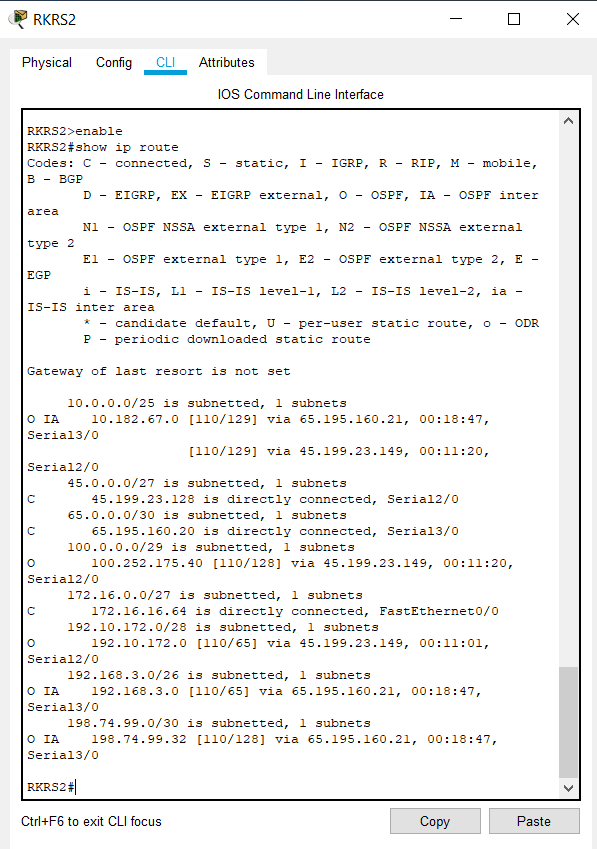 RKRS2
Physical Config CLI Attributes
IOS Command Line Interface
RKRS2>enable
RKRS2#show ip route
Codes: C - connected, S - static, I - IGRP, R - RIP, M - mobile,
B - BGP
       D - EIGRP, EX - EIGRP external, O - OSPF, IA - OSPF inter
area
       N1 - OSPF NSSA external type 1, N2 - OSPF NSSA external
type 2
       E1 - OSPF external type 1, E2 - OSPF external type 2, E -
EGP
       i - IS-IS, L1 - IS-IS level-1, L2 - IS-IS level-2, ia -
IS-IS inter area
       * - candidate default, U - per-user static route, o - ODR
       P - periodic downloaded static route
Gateway of last resort is not set
     10.0.0.0/25 is subnetted, 1 subnets
O IA    10.182.67.0 [110/129] via 65.195.160.21, 00:18:47,
Serial3/0
                    [110/129] via 45.199.23.149, 00:11:20,
Serial2/0
     45.0.0.0/27 is subnetted, 1 subnets
C       45.199.23.128 is directly connected, Serial2/0
     65.0.0.0/30 is subnetted, 1 subnets
C       65.195.160.20 is directly connected, Serial3/0
     100.0.0.0/29 is subnetted, 1 subnets
O       100.252.175.40 [110/128] via 45.199.23.149, 00:11:20,
Serial2/0
     172.16.0.0/27 is subnetted, 1 subnets
C       172.16.16.64 is directly connected, FastEthernet0/0
     192.10.172.0/28 is subnetted, 1 subnets
O       192.10.172.0 [110/65] via 45.199.23.149, 00:11:01,
Serial2/0
     192.168.3.0/26 is subnetted, 1 subnets
O IA    192.168.3.0 [110/65] via 65.195.160.21, 00:18:47,
Serial3/0
     198.74.99.0/30 is subnetted, 1 subnets
O IA    198.74.99.32 [110/128] via 65.195.160.21, 00:18:47,
Serial3/0
RKRS2#
Ctrl+F6 to exit CLI focus Copy Paste